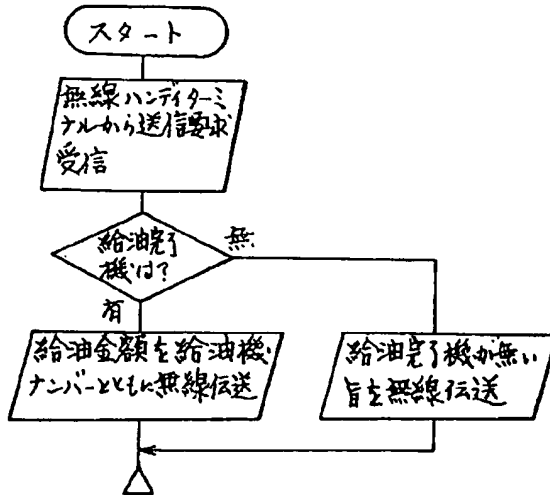 スタート
無線ハンディターミ
ナルから送信要求
受信
給油完了
機は?
無
有
給油金額を給油機
ナンバーとともに無線伝送
給油完了機が無い
旨を無線伝送